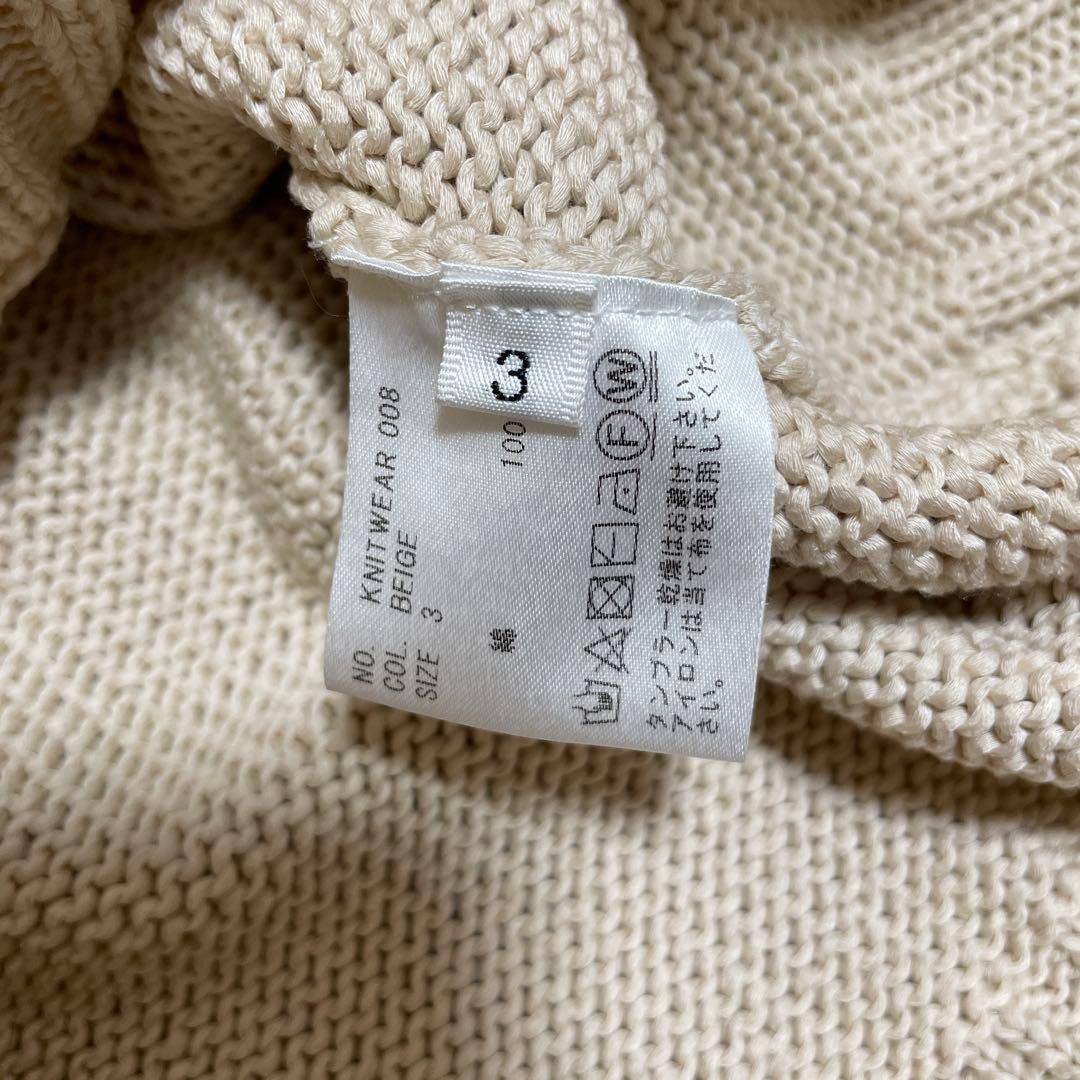 3
NO. KNITWEAR 008
COL. BEIGE
SIZE 3
綿 100
F W
タンブラー乾燥はお避け下さい。
アイロンは当て布を使用してくだ
さい。